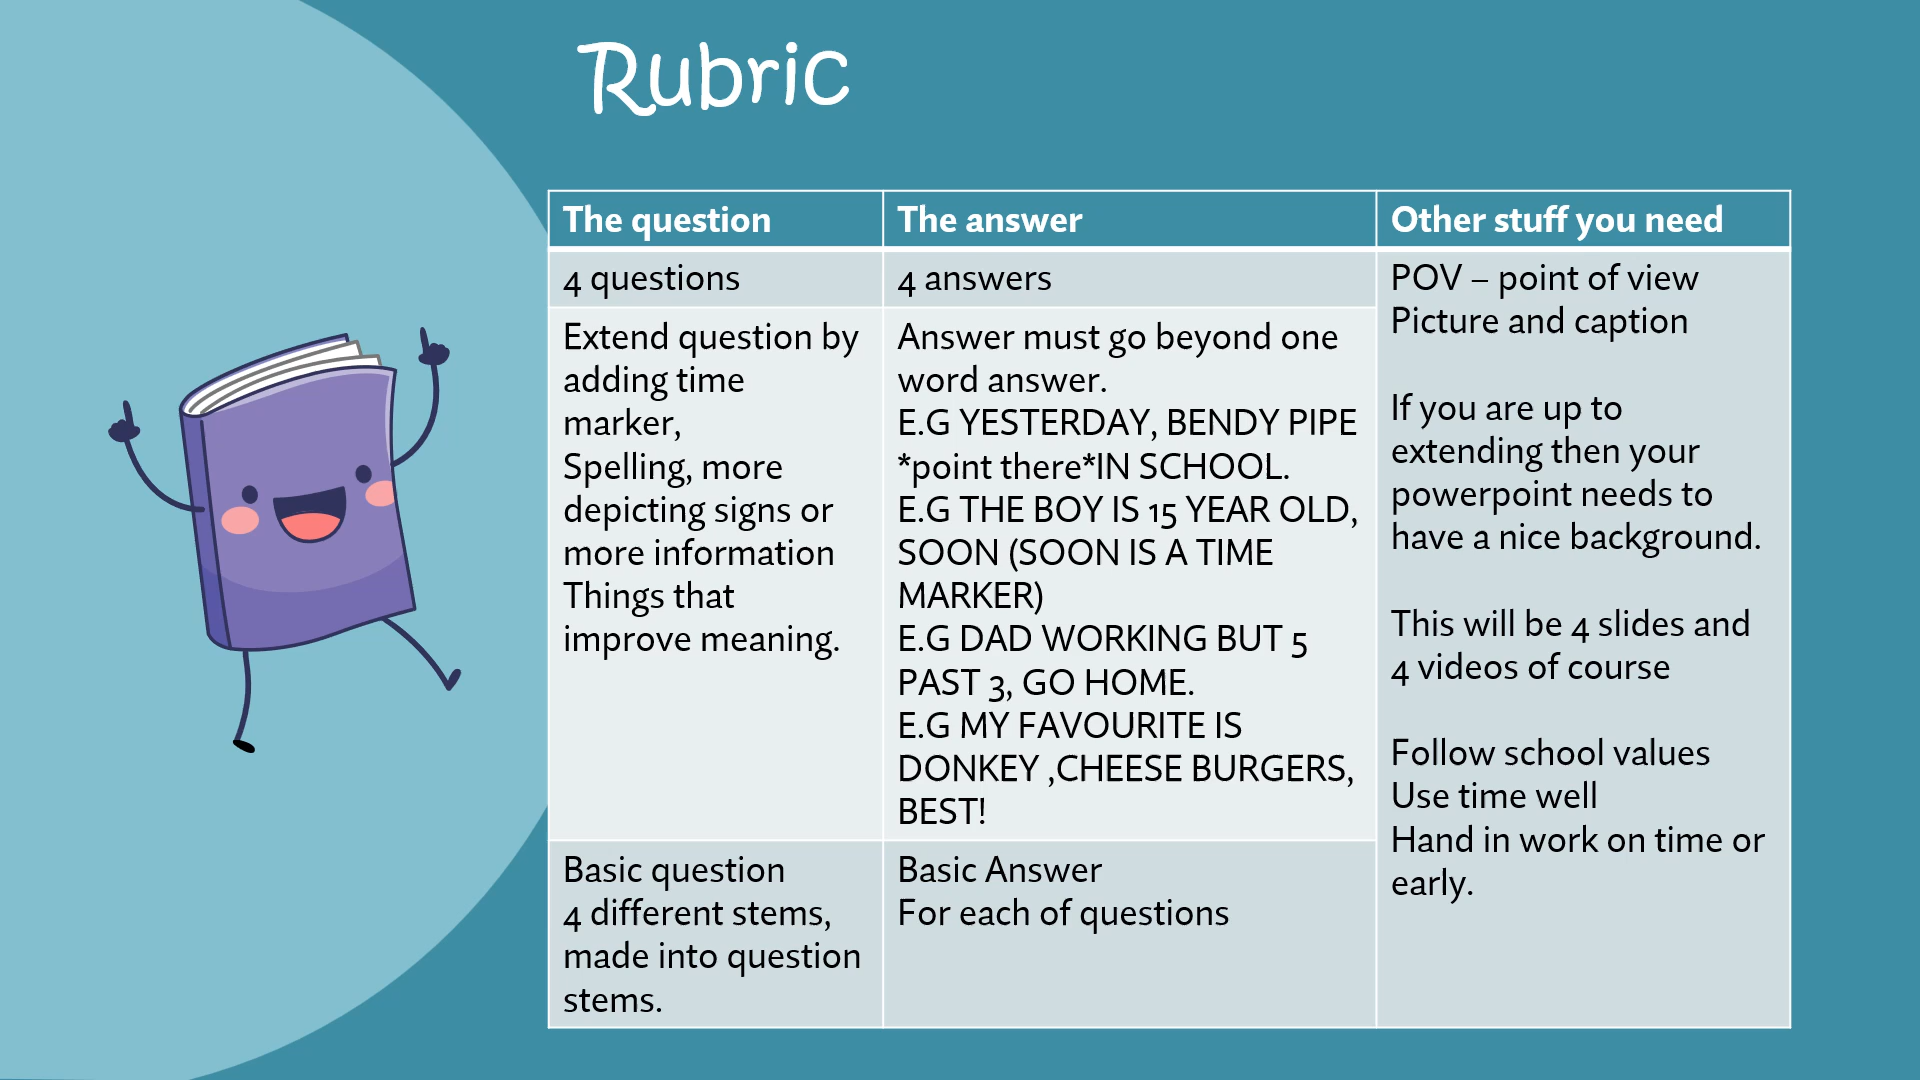 Rubric
The question
The answer
Other stuff you need
4 questions
4 answers
POV – point of view
Picture and caption
If you are up to
extending then your
powerpoint needs to
have a nice background.
This will be 4 slides and
4 videos of course
Follow school values
Use time well
Hand in work on time or
early.
Extend question by
adding time
marker,
Spelling, more
depicting signs or
more information
Things that
improve meaning.
Answer must go beyond one
word answer.
E.G YESTERDAY, BENDY PIPE
*point there*IN SCHOOL.
E.G THE BOY IS 15 YEAR OLD,
SOON (SOON IS A TIME
MARKER)
E.G DAD WORKING BUT 5
PAST 3, GO HOME.
E.G MY FAVOURITE IS
DONKEY ,CHEESE BURGERS,
BEST!
Basic question
4 different stems,
made into question
stems.
Basic Answer
For each of questions